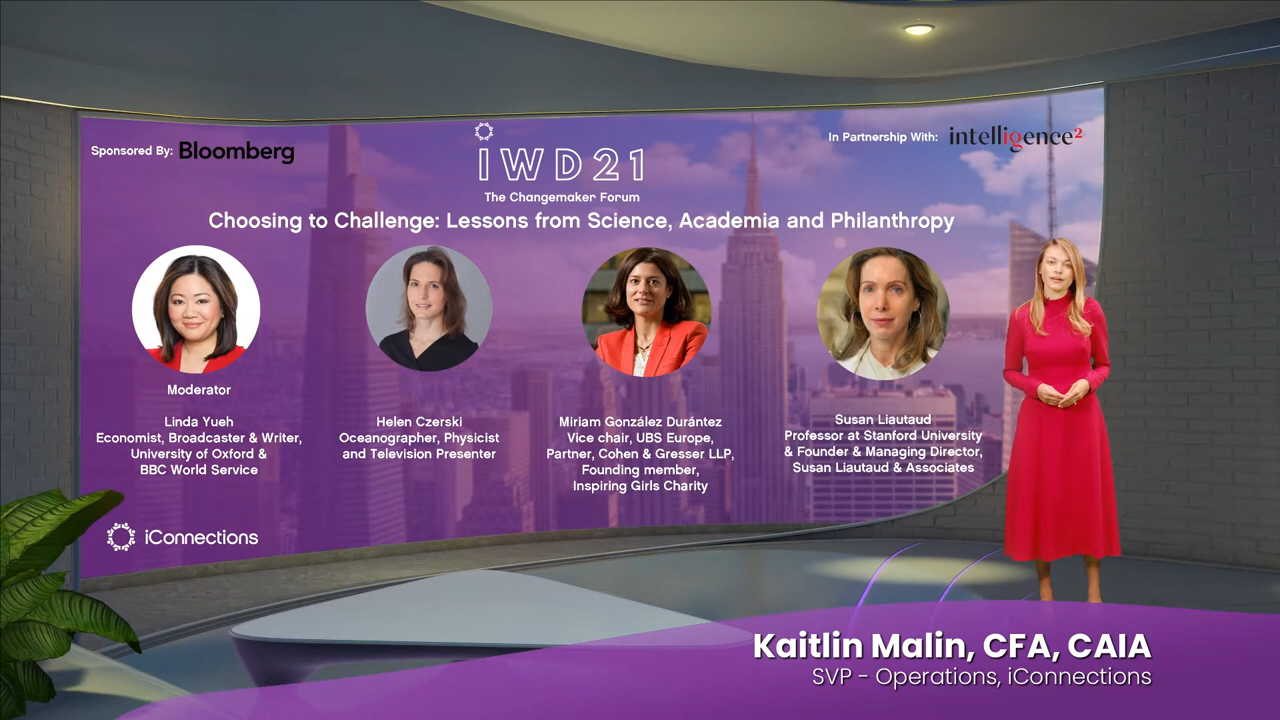 Sponsored By: Bloomberg
IWD21
The Changemaker Forum
In Partnership With: intelligence²
Choosing to Challenge: Lessons from Science, Academia and Philanthropy
Moderator
Linda Yueh
Economist, Broadcaster & Writer,
University of Oxford &
BBC World Service
Helen Czerski
Oceanographer, Physicist
and Television Presenter
Miriam González Durántez
Vice chair, UBS Europe,
Partner, Cohen & Gresser LLP,
Founding member,
Inspiring Girls Charity
Susan Liautaud
Professor at Stanford University
& Founder & Managing Director,
Susan Liautaud & Associates
iConnections
Kaitlin Malin, CFA, CAIA
SVP - Operations, iConnections